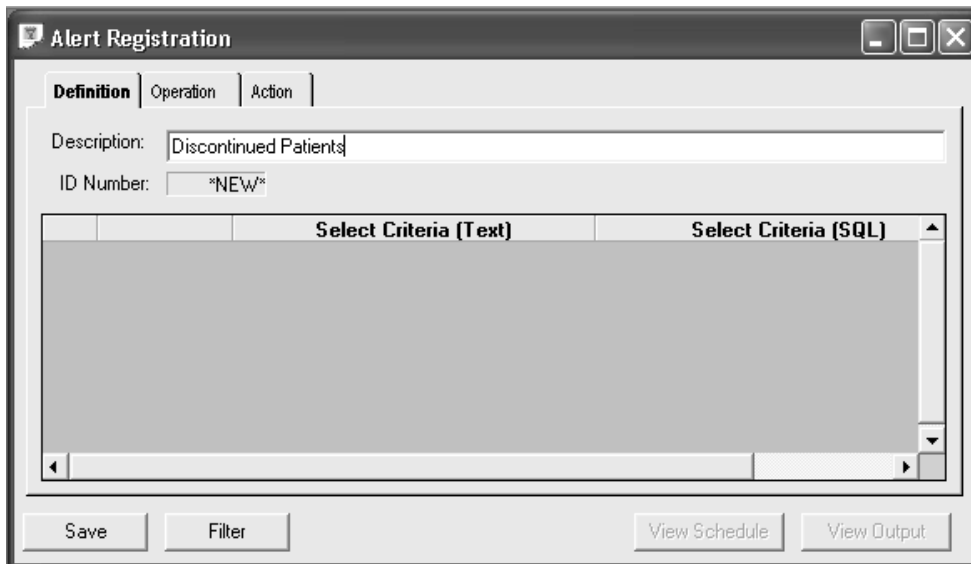 Alert Registration
Definition Operation Action
Description: Discontinued Patients
ID Number: *NEW*
Select Criteria (Text) Select Criteria (SQL)
Save Filter View Schedule View Output